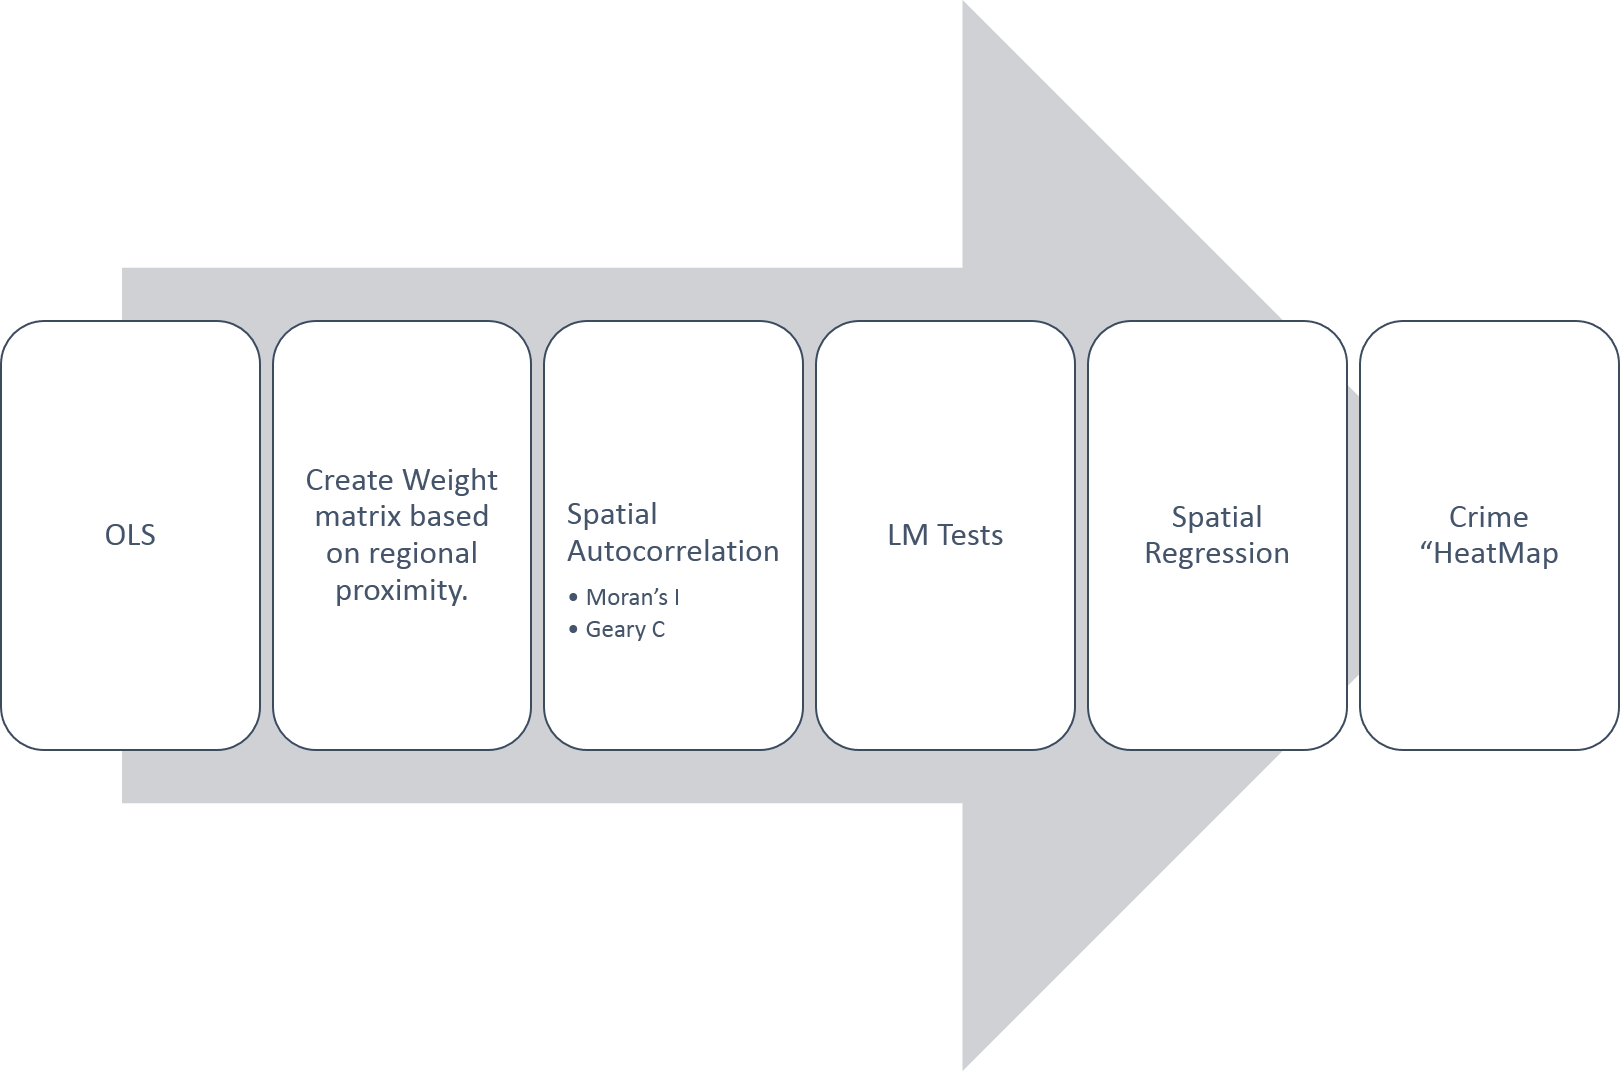 OLS
Create Weight
matrix based
on regional
proximity.
Spatial
Autocorrelation
• Moran’s I
• Geary C
LM Tests
Spatial
Regression
Crime
“HeatMap